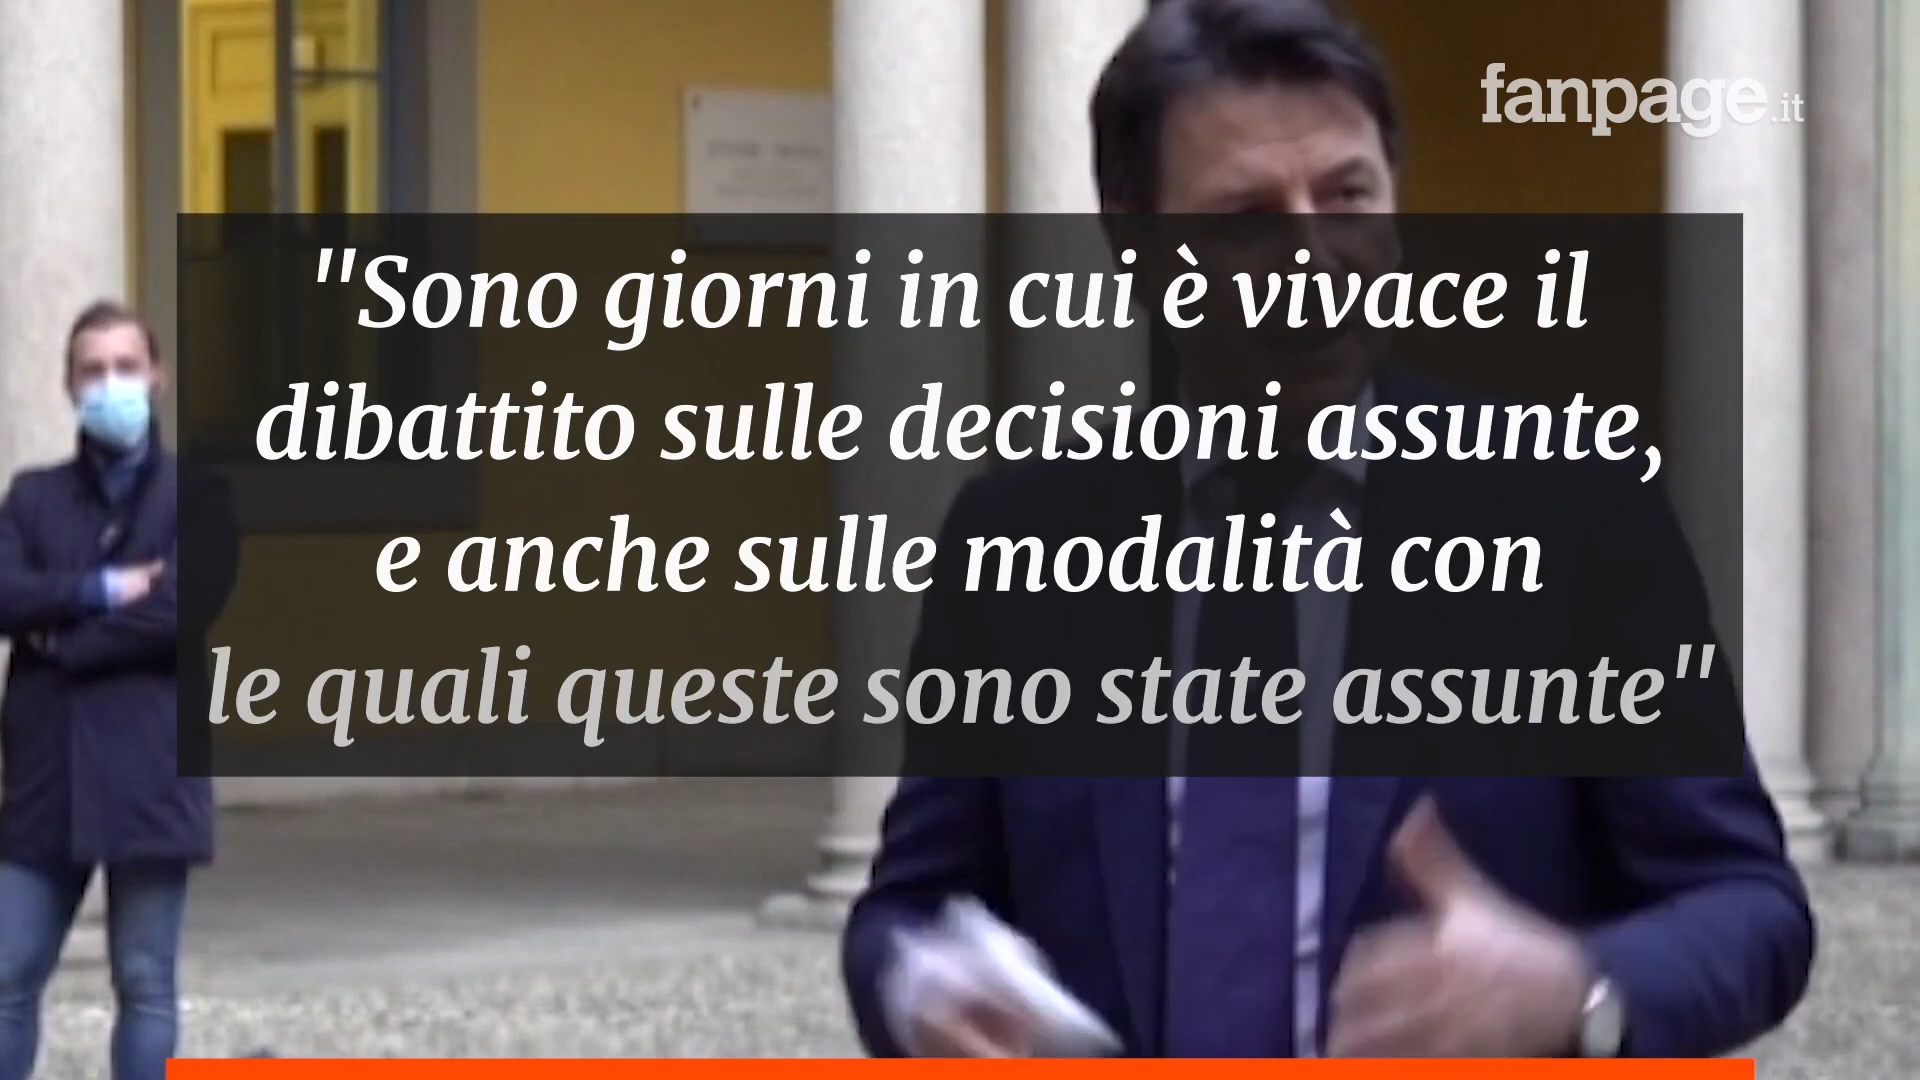 fanpage.it
"Sono giorni in cui è vivace il
dibattito sulle decisioni assunte,
e anche sulle modalità con
le quali queste sono state assunte"